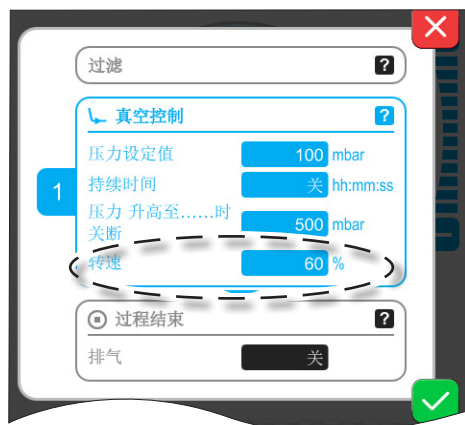 过滤 ?
真空控制 ?
1
压力设定值 100 mbar
持续时间 关 hh:mm:ss
压力 升高至……时
关断 500 mbar
转速 60 %
过程结束 ?
排气 关